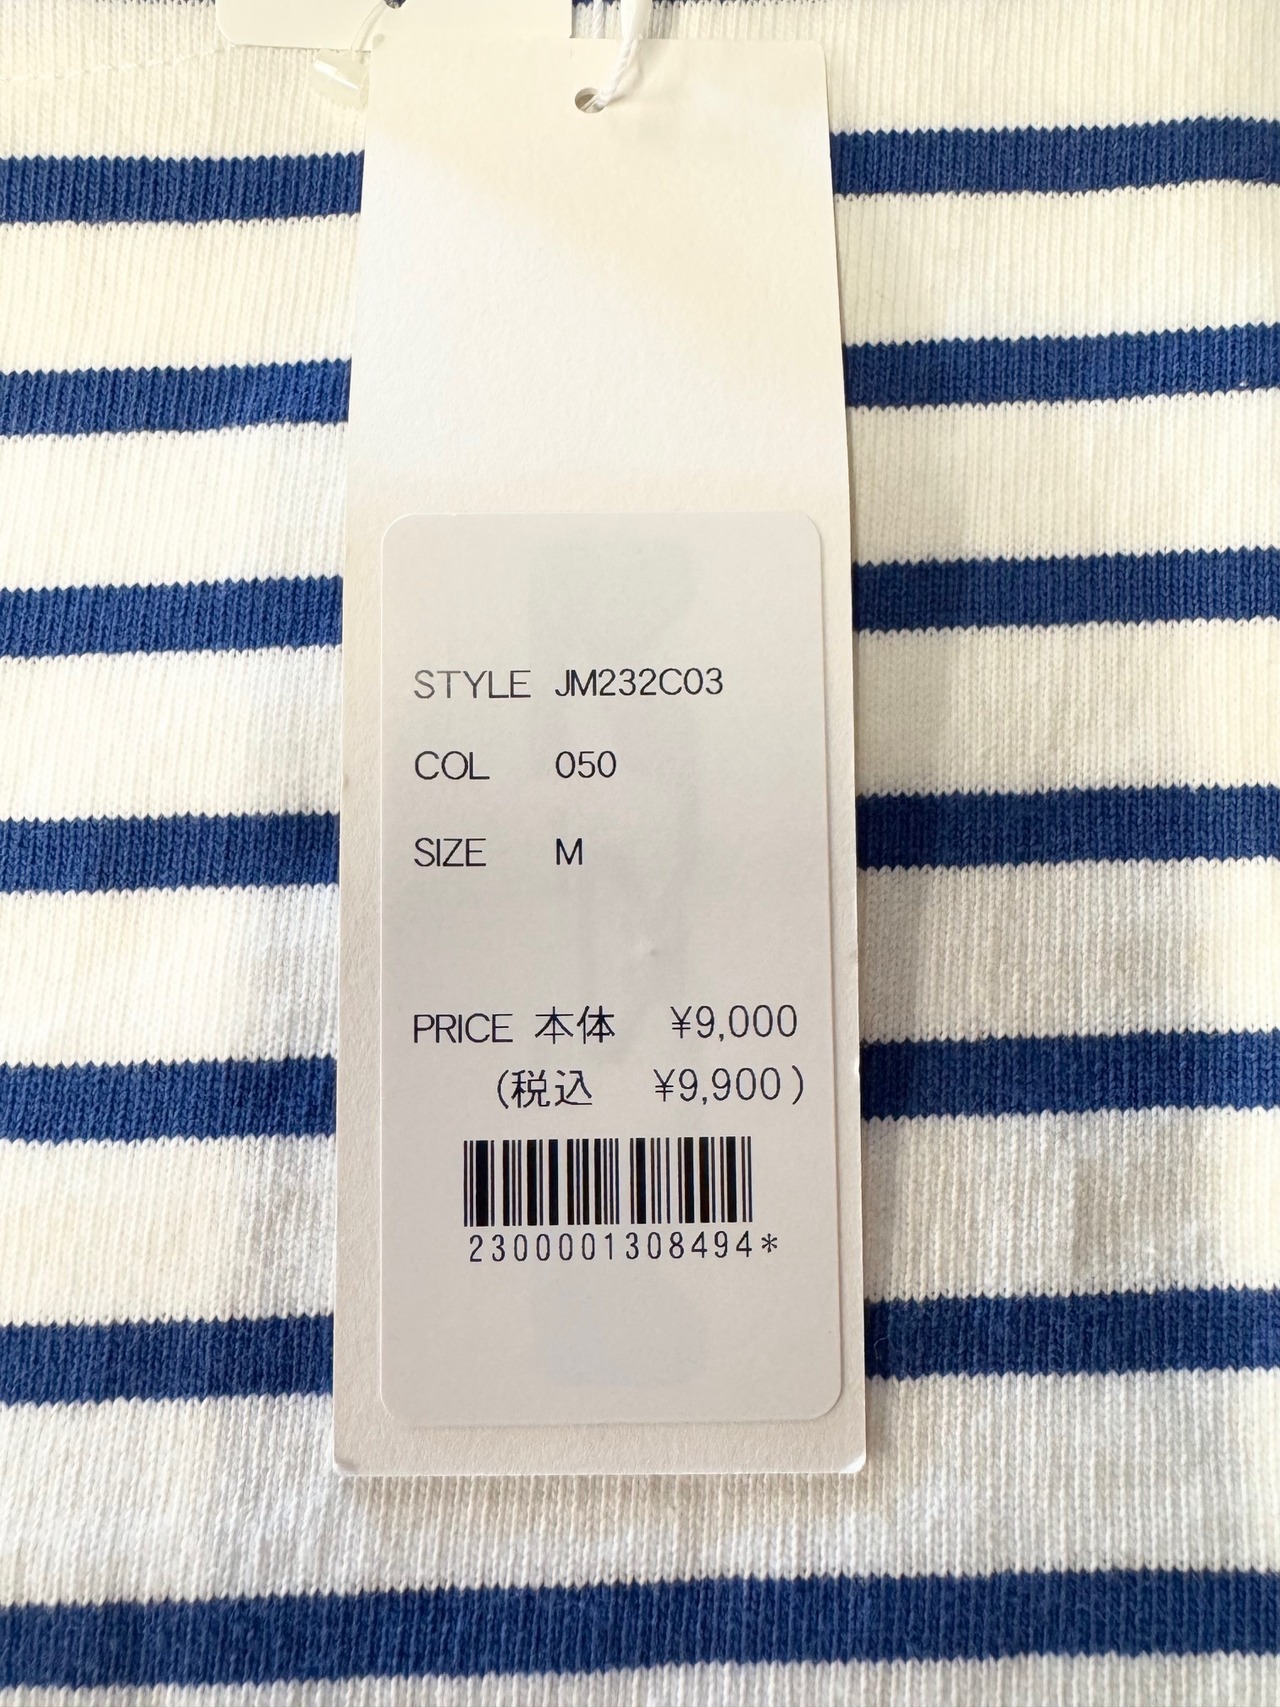 STYLE JM232C03
COL 050
SIZE M
PRICE 本体 ¥9,000
(税込 ¥9,900)
2300001308494*